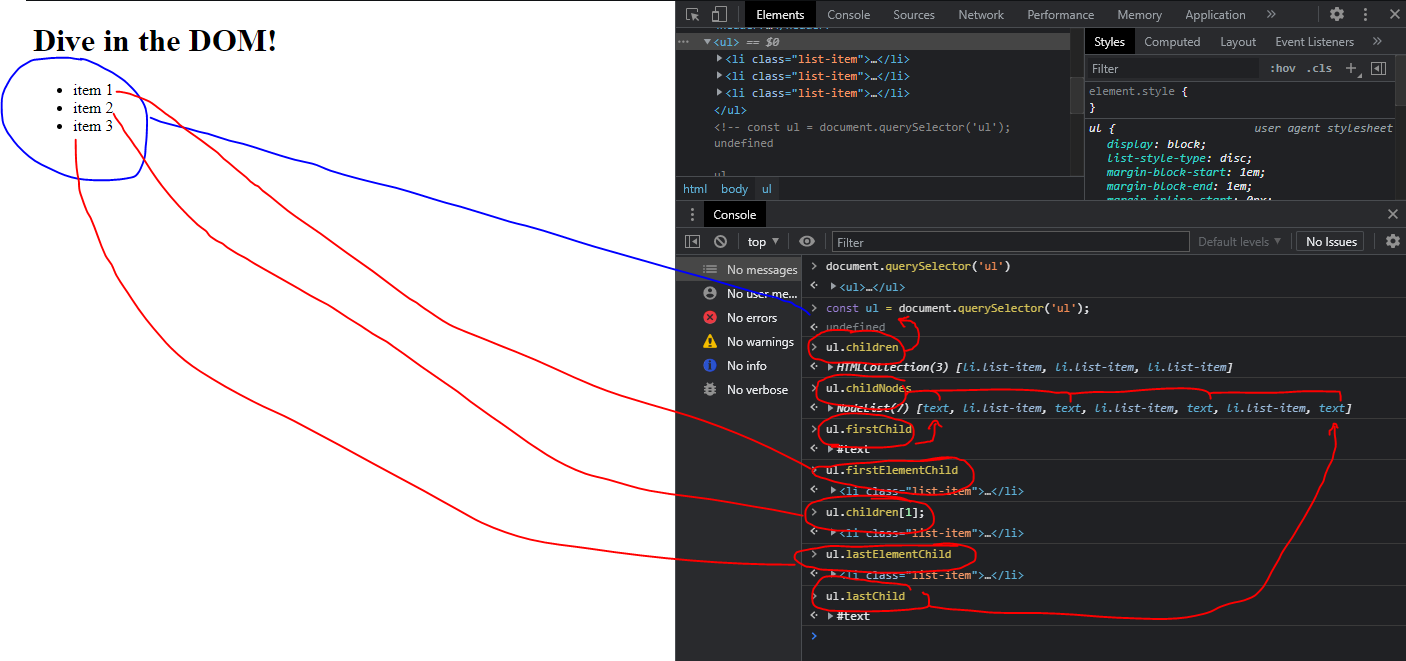 Dive in the DOM!
item 1
item 2
item 3
Elements Console Sources Network Performance Memory Application »
<ul> == $0
<li class="list-item">…</li>
<li class="list-item">…</li>
<li class="list-item">…</li>
</ul>
<!-- const ul = document.querySelector('ul');
undefined
ul
html body ul
Styles Computed Layout Event Listeners »
Filter :hov .cls +
element.style {
}
ul { user agent stylesheet
display: block;
list-style-type: disc;
margin-block-start: 1em;
margin-block-end: 1em;
margin-inline-start: 0px;
Console
top ▼ Filter Default levels ▼ No Issues
No messages
No user me...
No errors
No warnings
No info
No verbose
> document.querySelector('ul')
<ul>…</ul>
> const ul = document.querySelector('ul');
undefined
> ul.children
HTMLCollection(3) [li.list-item, li.list-item, li.list-item]
> ul.childNodes
NodeList(7) [text, li.list-item, text, li.list-item, text, li.list-item, text]
> ul.firstChild
#text
> ul.firstElementChild
<li class="list-item">…</li>
> ul.children[1];
<li class="list-item">…</li>
> ul.lastElementChild
<li class="list-item">…</li>
> ul.lastChild
#text
>